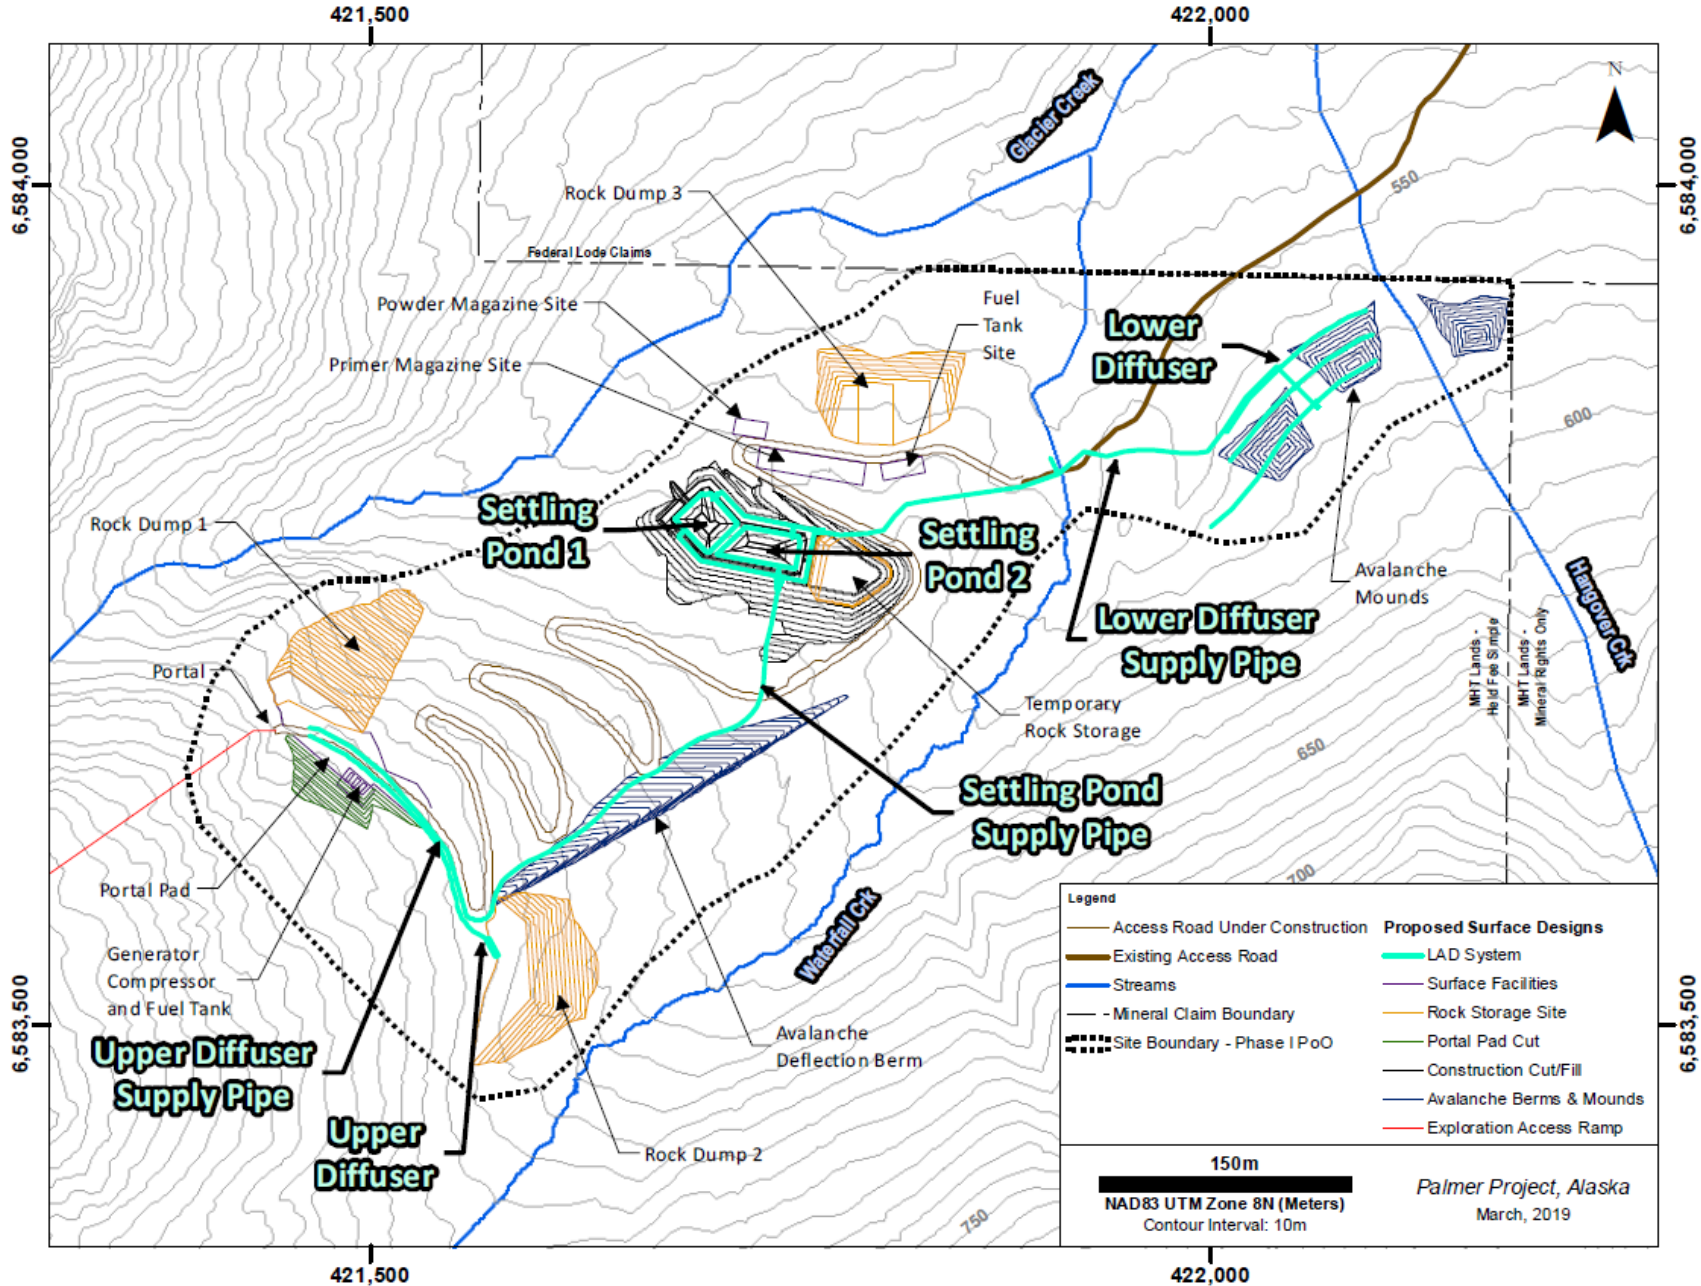 421,500
422,000
N
Glacier Creek
6,584,000
6,584,000
Rock Dump 3
550
Federal Lode Claims
Powder Magazine Site
Fuel
Tank
Site
Lower
Diffuser
Primer Magazine Site
600
Settling
Pond 1
Rock Dump 1
Settling
Pond 2
Avalanche
Mounds
Hangover Crk
Lower Diffuser
Supply Pipe
MHT Lands -
Held Fee Simple
MHT Lands -
Mineral Rights Only
Portal
Temporary
Rock Storage
650
Settling Pond
Supply Pipe
Portal Pad
700
Waterfall Crk
Generator
Compressor
and Fuel Tank
6,583,500
6,583,500
Avalanche
Deflection Berm
Upper Diffuser
Supply Pipe
Upper
Diffuser
Rock Dump 2
750
Legend
Access Road Under Construction
Existing Access Road
Streams
Mineral Claim Boundary
Site Boundary - Phase I PoO
Proposed Surface Designs
LAD System
Surface Facilities
Rock Storage Site
Portal Pad Cut
Construction Cut/Fill
Avalanche Berms & Mounds
Exploration Access Ramp
150m
NAD83 UTM Zone 8N (Meters)
Contour Interval: 10m
Palmer Project, Alaska
March, 2019
421,500
422,000